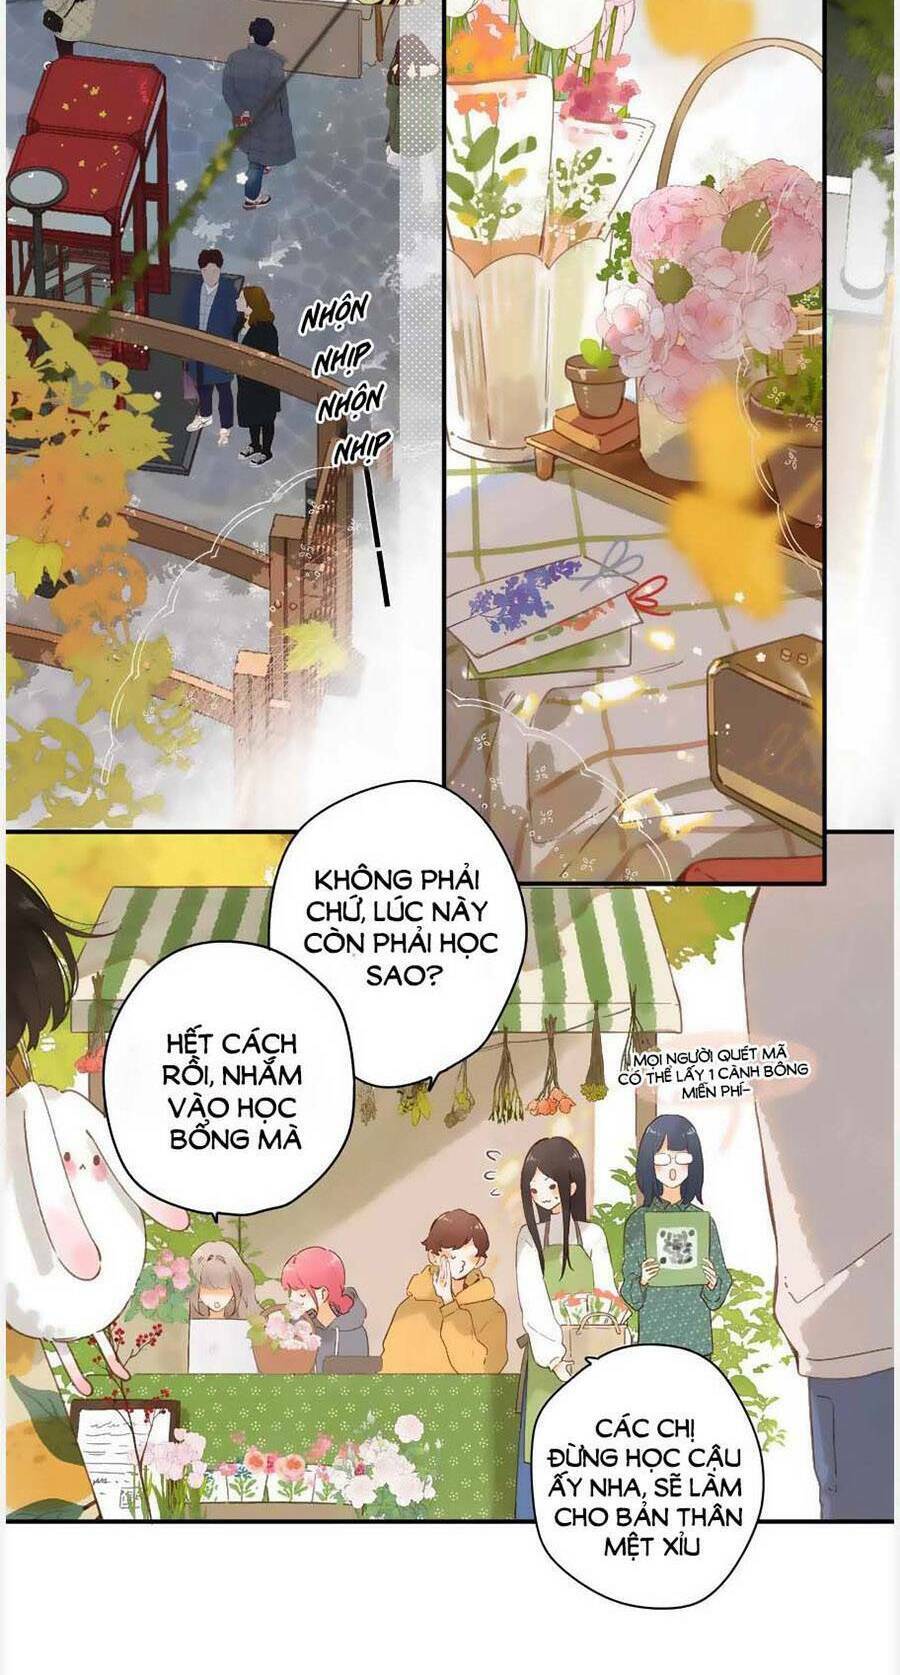 NHỘN
NHỊP
NHỘN
NHỊP
KHÔNG PHẢI
CHỨ, LÚC NÀY
CÒN PHẢI HỌC
SAO?
HẾT CÁCH
RỒI, NHẮM
VÀO HỌC
BỔNG MÀ
MỌI NGƯỜI QUÉT MÃ
CÓ THỂ LẤY 1 CÀNH BÔNG
MIỄN PHÍ-
CÁC CHỊ
ĐỪNG HỌC CẬU
ẤY NHA, SẼ LÀM
CHO BẢN THÂN
MỆT XỈU